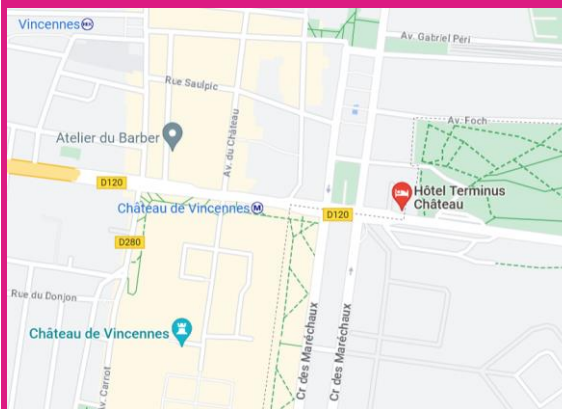 Vincennes
Av. Gabriel Péri
Rue Saulpic
Av. du Château
Av. Foch
Atelier du Barber
D120
Hôtel Terminus
Château
Château de Vincennes
M
D120
D280
Rue du Donjon
Château de Vincennes
Cr des Maréchaux
Cr des Maréchaux
Av. Carrot